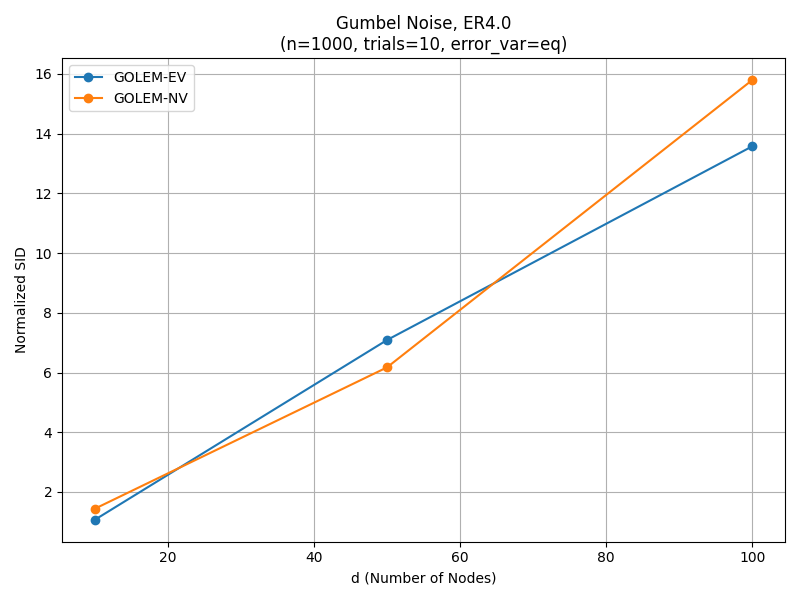 Gumbel Noise, ER4.0
(n=1000, trials=10, error_var=eq)
GOLEM-EV
GOLEM-NV
Normalized SID
16
14
12
10
8
6
4
2
20 40 60 80 100
d (Number of Nodes)